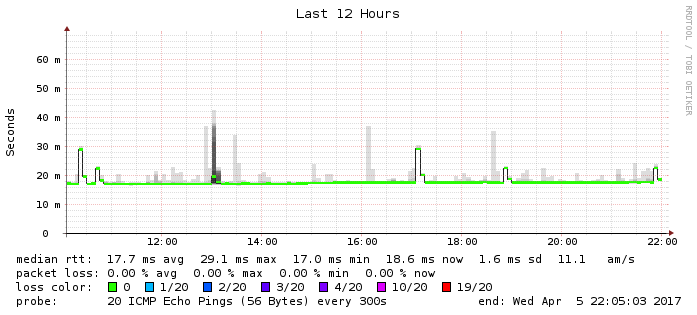 Last 12 Hours
RRDTOOL / TOBI OETIKER
Seconds
60 m
50 m
40 m
30 m
20 m
10 m
0
12:00 14:00 16:00 18:00 20:00 22:00
median rtt: 17.7 ms avg 29.1 ms max 17.0 ms min 18.6 ms now 1.6 ms sd 11.1 am/s
packet loss: 0.00 % avg 0.00 % max 0.00 % min 0.00 % now
loss color: 0 1/20 2/20 3/20 4/20 10/20 19/20
probe: 20 ICMP Echo Pings (56 Bytes) every 300s end: Wed Apr 5 22:05:03 2017